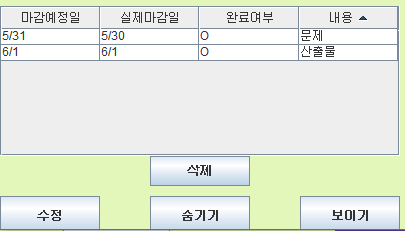 마감예정일 실제마감일 완료여부 내용
5/31 5/30 O 문제
6/1 6/1 O 산출물
삭제
수정 숨기기 보이기